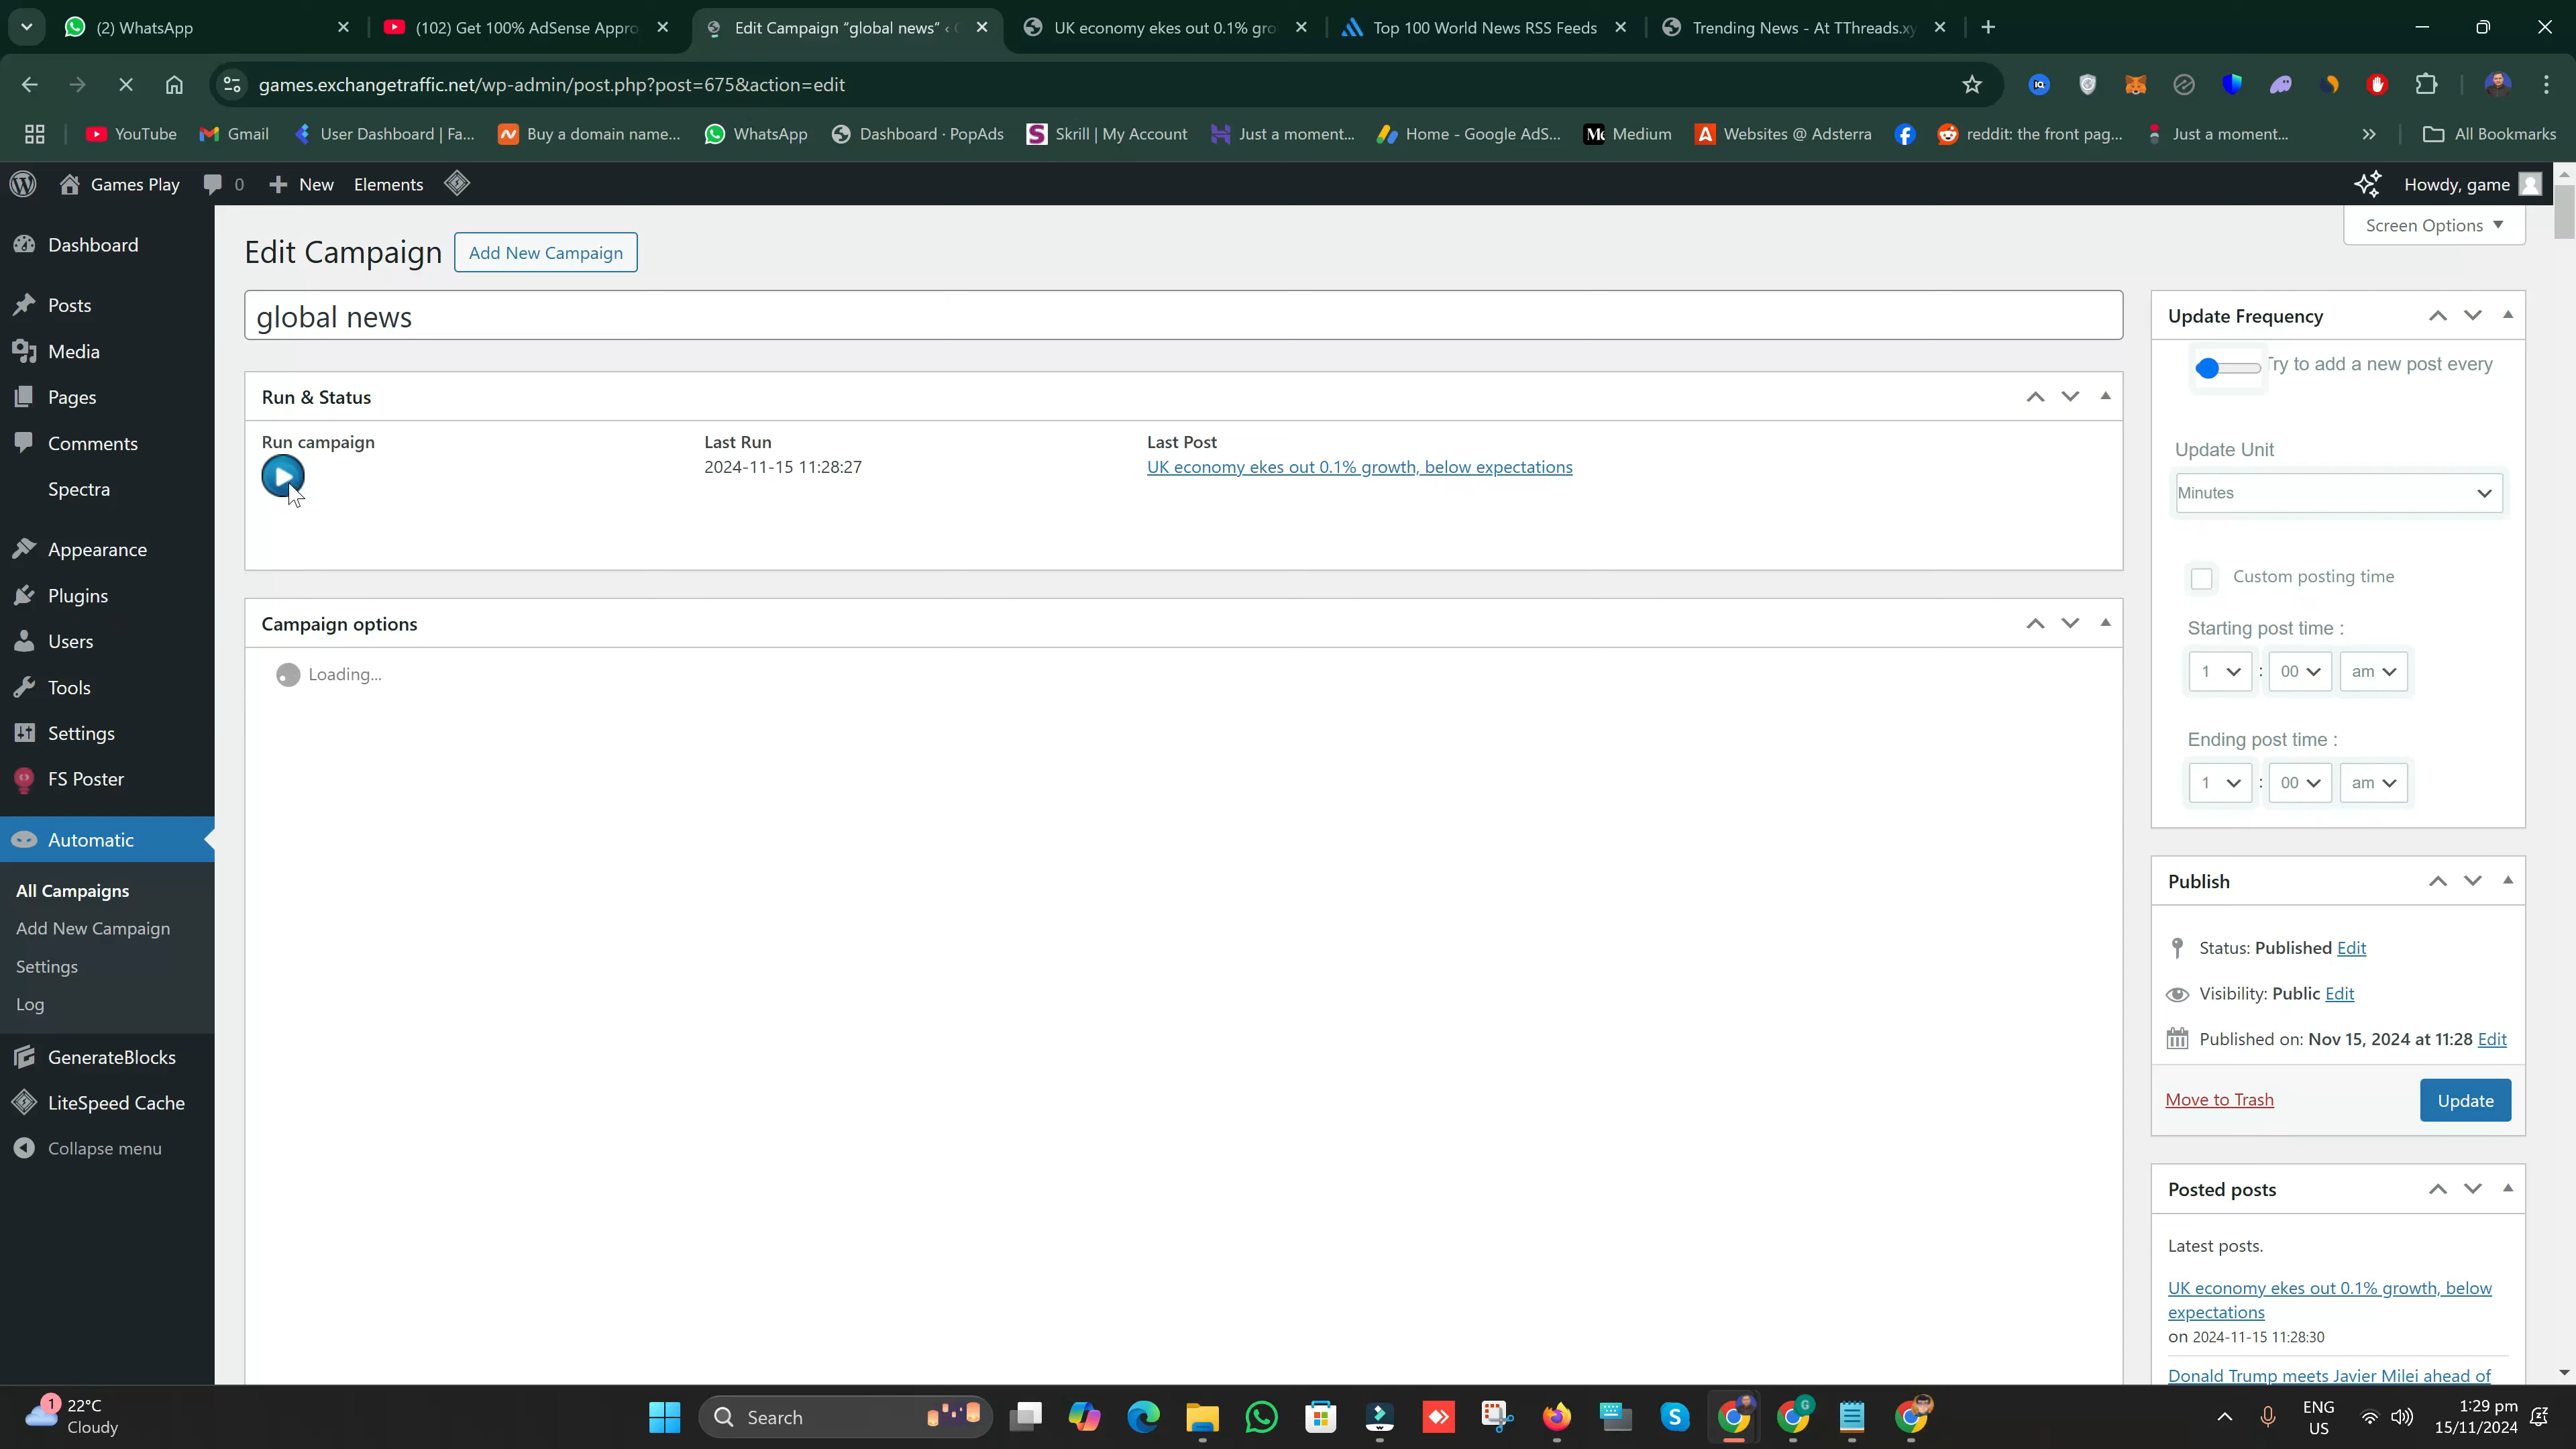 (2) WhatsApp
(102) Get 100% AdSense Appro
Edit Campaign “global news” ‹
UK economy ekes out 0.1% gro
Top 100 World News RSS Feeds
Trending News - At TThreads.xy
games.exchangetraffic.net/wp-admin/post.php?post=675&action=edit
YouTube
Gmail
User Dashboard | Fa...
Buy a domain name...
WhatsApp
Dashboard · PopAds
Skrill | My Account
Just a moment...
Home - Google AdS...
Medium
Websites @ Adsterra
reddit: the front pag...
Just a moment...
All Bookmarks
Games Play
0
New
Elements
Howdy, game
Screen Options
Dashboard
Posts
Media
Pages
Comments
Spectra
Appearance
Plugins
Users
Tools
Settings
FS Poster
Automatic
All Campaigns
Add New Campaign
Settings
Log
GenerateBlocks
LiteSpeed Cache
Collapse menu
Edit Campaign
Add New Campaign
global news
Run & Status
Run campaign
Last Run
2024-11-15 11:28:27
Last Post
UK economy ekes out 0.1% growth, below expectations
Campaign options
Loading...
Update Frequency
Try to add a new post every
Update Unit
Minutes
Custom posting time
Starting post time :
1 : 00 am
Ending post time :
1 : 00 am
Publish
Status: Published Edit
Visibility: Public Edit
Published on: Nov 15, 2024 at 11:28 Edit
Move to Trash
Update
Posted posts
Latest posts.
UK economy ekes out 0.1% growth, below
expectations
on 2024-11-15 11:28:30
Donald Trump meets Javier Milei ahead of
1
22°C
Cloudy
Search
ENG
US
1:29 pm
15/11/2024